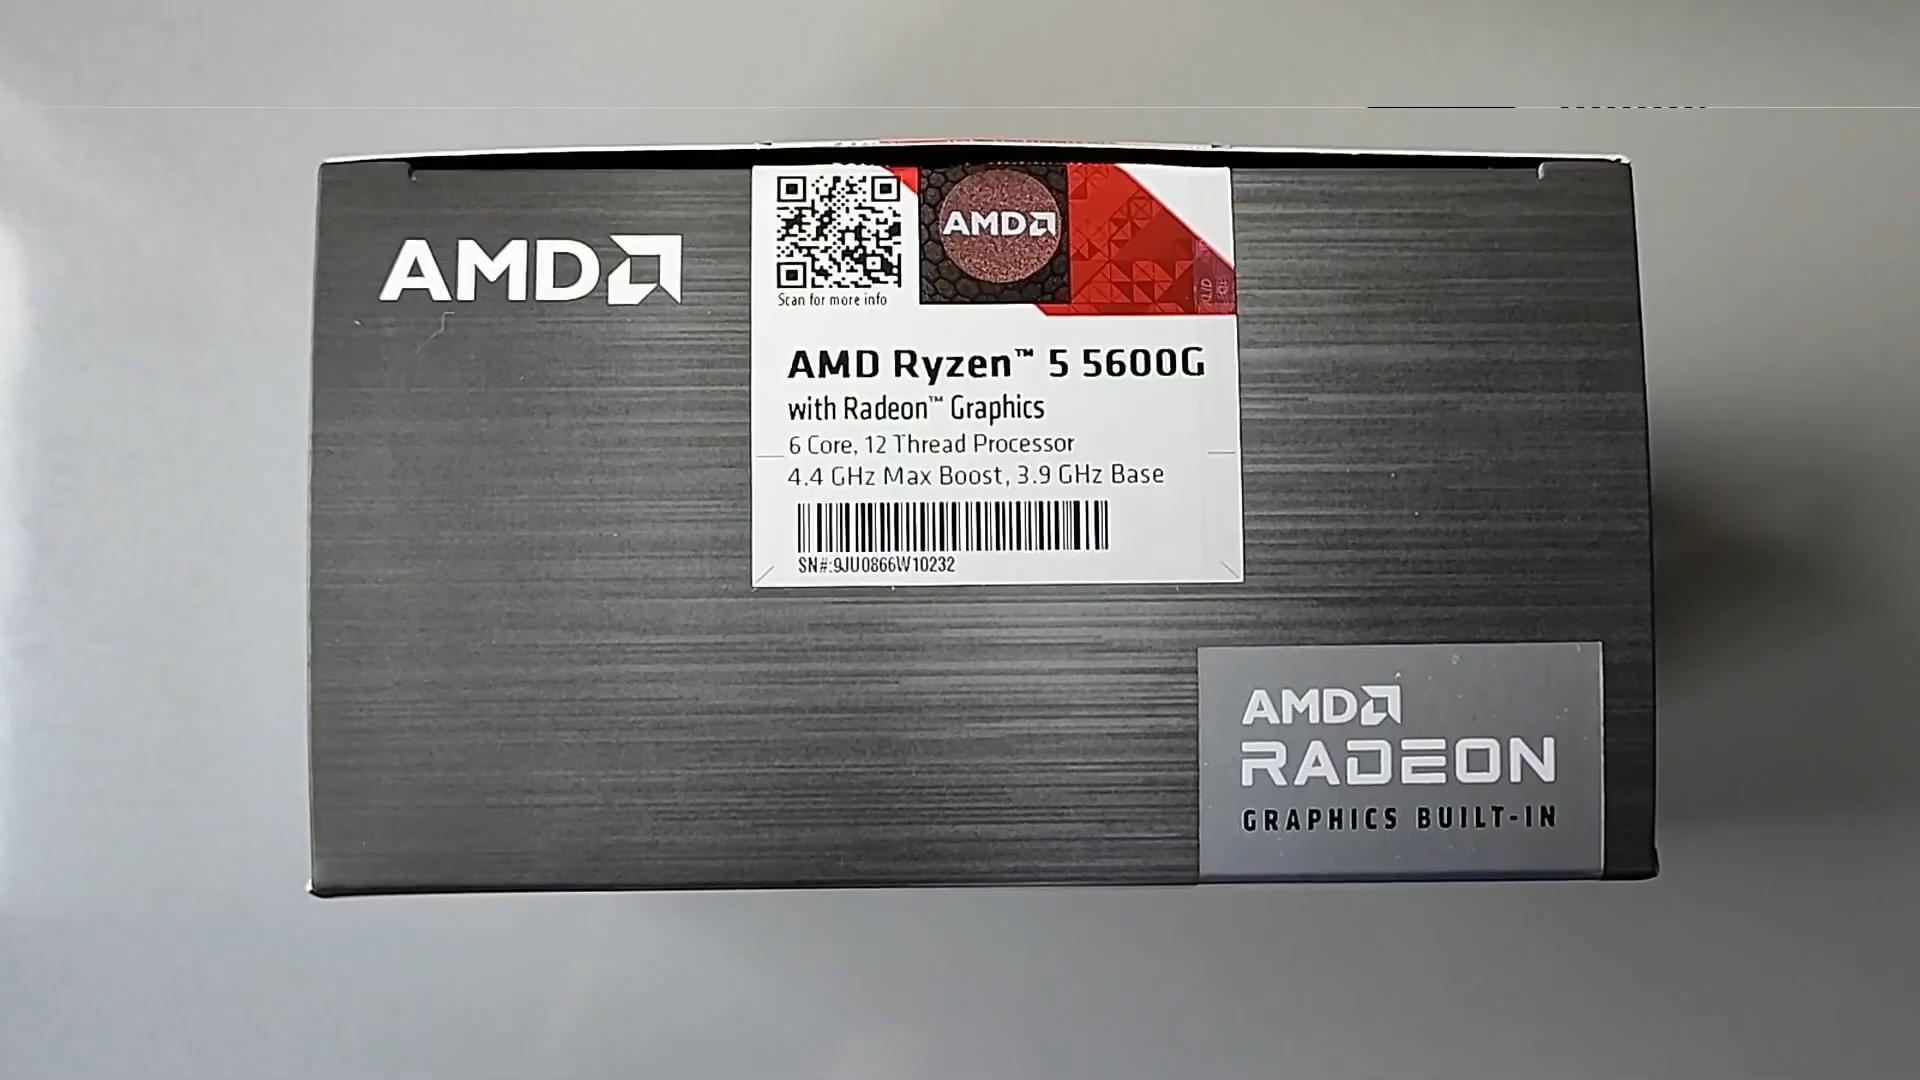 AMD
Scan for more info
AMD
AMD Ryzen™ 5 5600G
with Radeon™ Graphics
6 Core, 12 Thread Processor
4.4 GHz Max Boost, 3.9 GHz Base
SN#:9JU0866W10232
AMD
RADEON
GRAPHICS BUILT-IN